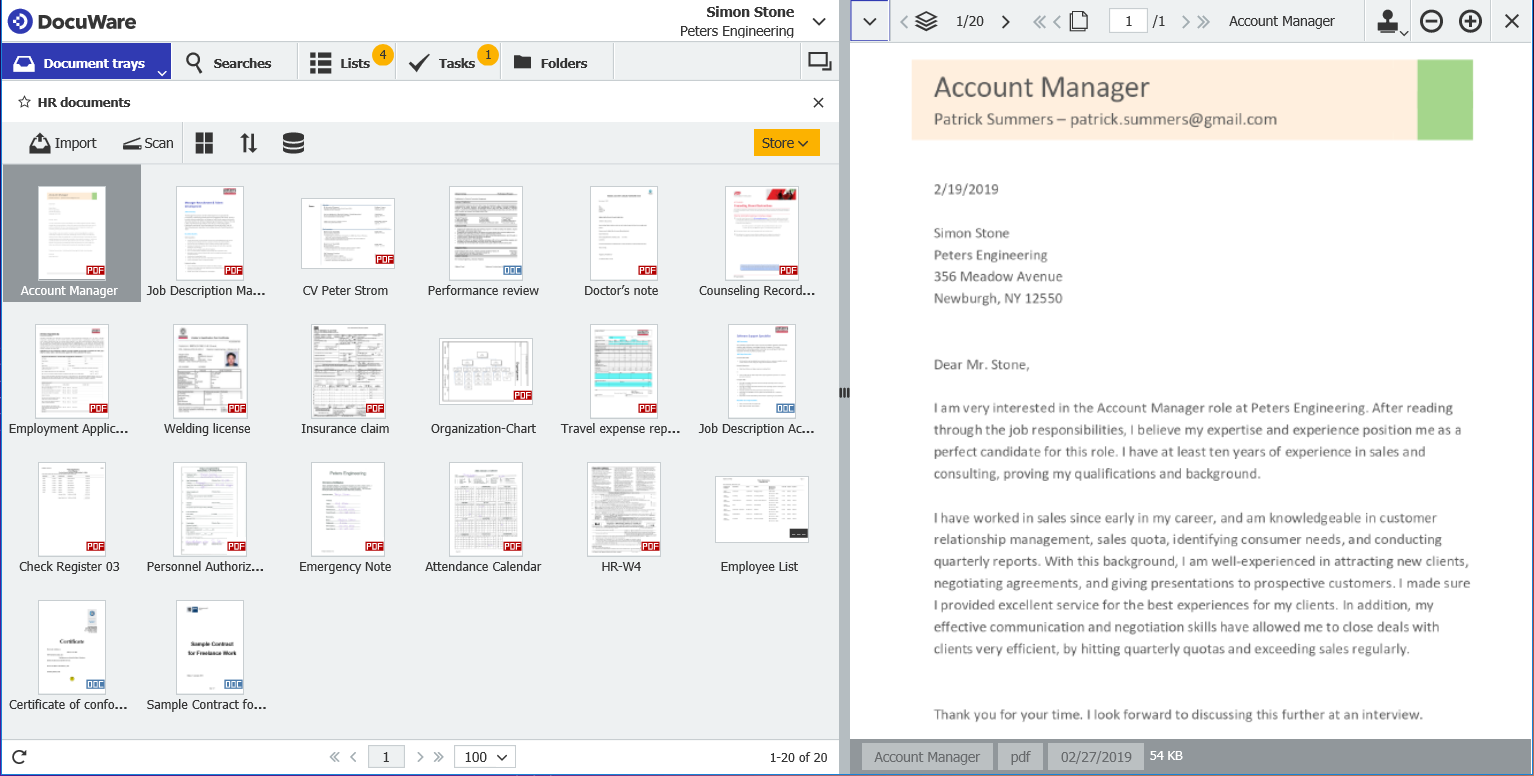 DocuWare
Simon Stone
Peters Engineering
Document trays
Searches
Lists 4
Tasks 1
Folders
HR documents
Import
Scan
Store
Account Manager
Job Description Ma...
CV Peter Strom
Performance review
Doctor's note
Counseling Record...
PDF
PDF
PDF
DOC
PDF
PDF
Employment Applic...
Welding license
Insurance claim
Organization-Chart
Travel expense rep...
Job Description Ac...
PDF
PDF
PDF
PDF
PDF
DOC
Peters Engineering
Check Register 03
Personnel Authoriz...
Emergency Note
Attendance Calendar
HR-W4
Employee List
PDF
PDF
PDF
PDF
PDF
Certificate
Sample Contract
for Freelance Work
DOC
DOC
Certificate of confo...
Sample Contract fo...
1
100
1-20 of 20
1/20
1 /1
Account Manager
Account Manager
Patrick Summers – patrick.summers@gmail.com
2/19/2019
Simon Stone
Peters Engineering
356 Meadow Avenue
Newburgh, NY 12550
Dear Mr. Stone,
I am very interested in the Account Manager role at Peters Engineering. After reading
through the job responsibilities, I believe my expertise and experience position me as a
perfect candidate for this role. I have at least ten years of experience in sales and
consulting, proving my qualifications and background.
I have worked in sales since early in my career, and am knowledgeable in customer
relationship management, sales quota, identifying consumer needs, and conducting
quarterly reports. With this background, I am well-experienced in attracting new clients,
negotiating agreements, and giving presentations to prospective customers. I made sure
I provided excellent service for the best experiences for my clients. In addition, my
effective communication and negotiation skills have allowed me to close deals with
clients very efficient, by hitting quarterly quotas and exceeding sales regularly.
Thank you for your time. I look forward to discussing this further at an interview.
Account Manager
pdf
02/27/2019
54 KB